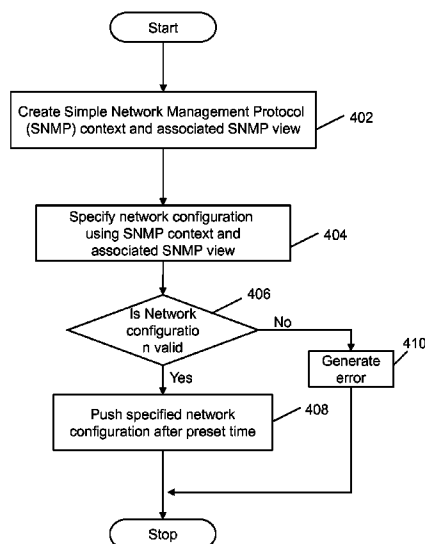 Start
Create Simple Network Management Protocol
(SNMP) context and associated SNMP view
402
Specify network configuration
using SNMP context and
associated SNMP view
404
406
Is Network
configuratio
n valid
No
Yes
Generate
error
410
Push specified network
configuration after preset time
408
Stop